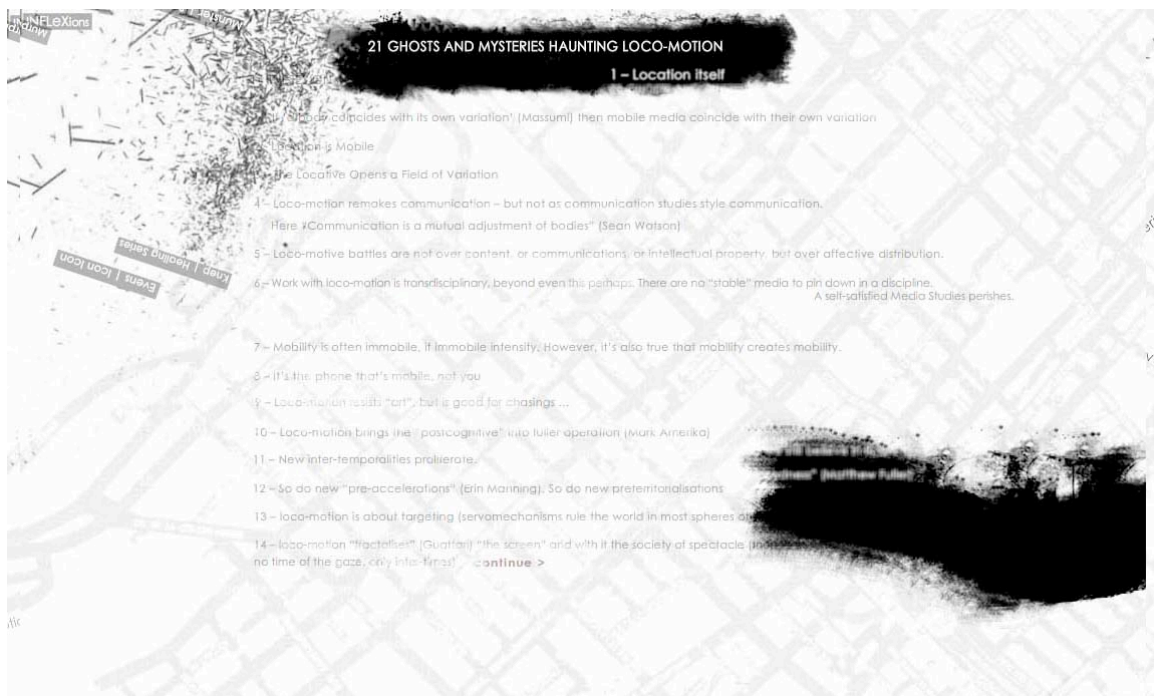 INFLeXions
Munster
Murphie
21 GHOSTS AND MYSTERIES HAUNTING LOCO-MOTION
1 – Location itself
body coincides with its own variation' (Massumi) then mobile media coincide with their own variation
Location is Mobile
the Locative Opens a Field of Variation
4 – Loco-motion remakes communication – but not as communication studies style communication.
Here "Communication is a mutual adjustment of bodies" (Sean Watson)
Knep Healing | Healing Series
Evens | Icon Icon
5 – Loco-motive battles are not over content, or communications, or intellectual property, but over affective distribution.
6 – Work with loco-motion is transdisciplinary, beyond even this perhaps. There are no "stable" media to pin down in a discipline.
A self-satisfied Media Studies perishes.
7 – Mobility is often immobile, if immobile intensity. However, it's also true that mobility creates mobility.
8 – It's the phone that's mobile, not you
9 – Loco-motion resists "art", but is good for chasings ...
10 – Loco-motion brings the "postcognitive" into fuller operation (Mark Amerika)
11 – New inter-temporalities proliferate.
12 – So do new "pre-accelerations" (Erin Manning). So do new preterritorialisations
13 – loco-motion is about targeting (servomechanisms rule the world in most spheres of
14 – loco-motion "fractalises" (Guattari) "the screen" and with it the society of spectacle
no time of the gaze, only inter-times) continue >